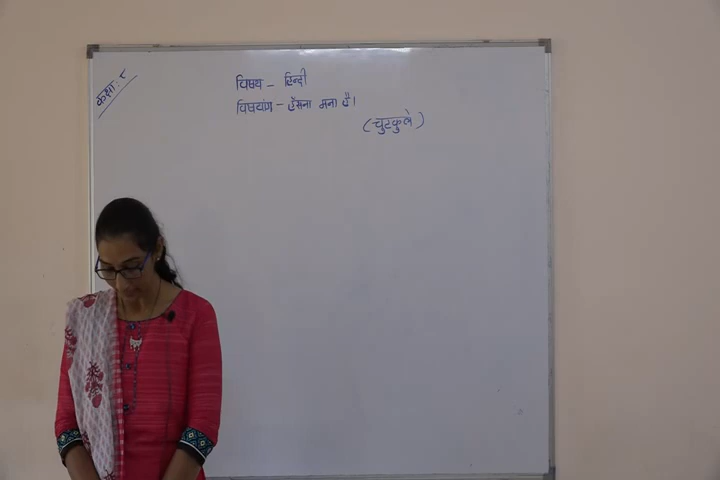 कक्षा: ८
विषय - हिन्दी
विषयांग - हँसना मना है।
(चुटकुले)